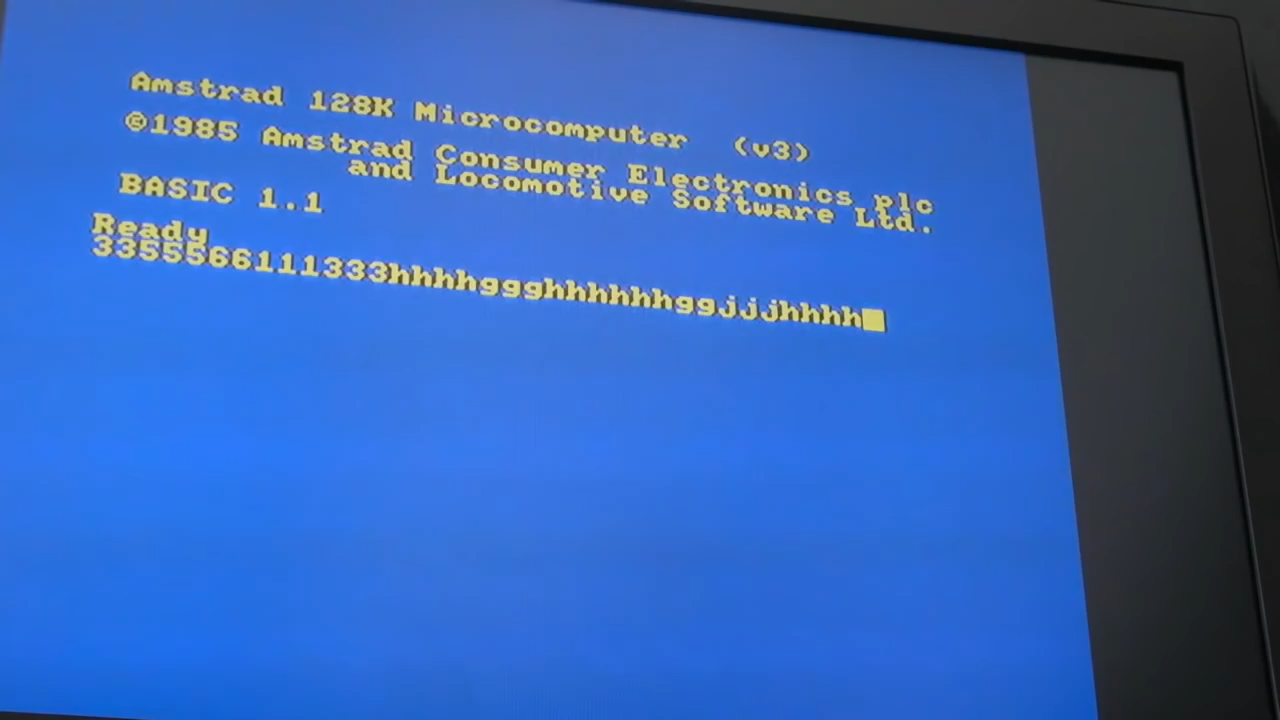 Amstrad 128K Microcomputer (v3)
©1985 Amstrad Consumer Electronics plc
and Locomotive Software Ltd.
BASIC 1.1
Ready
3355566111333hhhhggghhhhhhggjjjhhhh